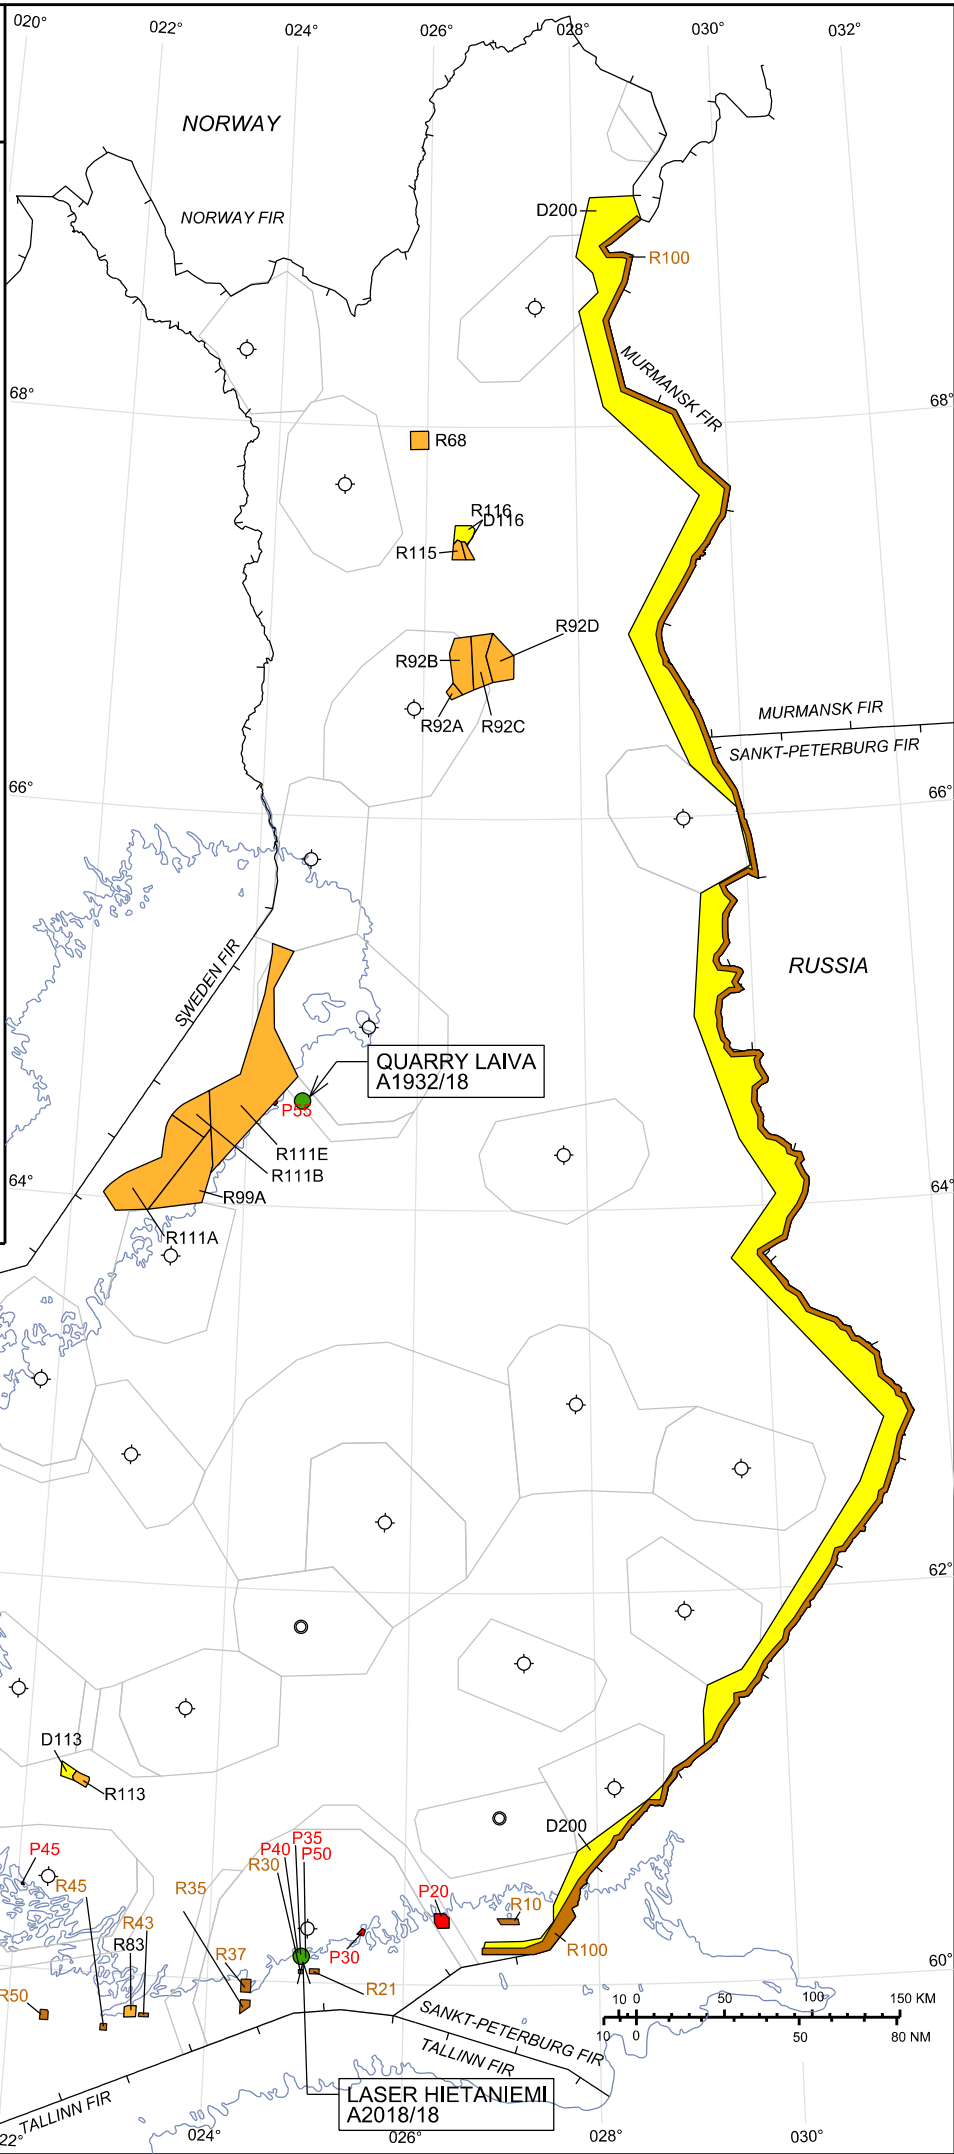 020°
022°
024°
026°
028°
030°
032°
NORWAY
NORWAY FIR
D200
R100
MURMANSK FIR
68°
68°
R68
R116
D116
R115
R92D
R92B
R92A
R92C
MURMANSK FIR
SANKT-PETERBURG FIR
66°
66°
SWEDEN FIR
RUSSIA
QUARRY LAIVA
A1932/18
P55
R111E
R111B
R99A
R111A
64°
64°
62°
D113
R113
P45
R45
R35
P40
P35
P50
R30
D200
P20
R10
R43
R83
R37
P30
R100
R21
R50
60°
SANKT-PETERBURG FIR
TALLINN FIR
10 0 50 100 150 KM
10 0 50 80 NM
LASER HIETANIEMI
A2018/18
TALLINN FIR
22°
024°
026°
028°
030°